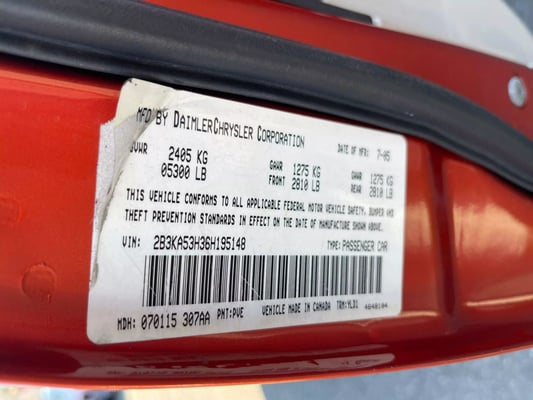 MFD BY DAIMLERCHRYSLER CORPORATION
DATE OF MFR: 7-05
GVWR 2405 KG 05300 LB
GAWR FRONT 1275 KG 2810 LB
GAWR REAR 1275 KG 2810 LB
THIS VEHICLE CONFORMS TO ALL APPLICABLE FEDERAL MOTOR VEHICLE SAFETY, BUMPER AND
THEFT PREVENTION STANDARDS IN EFFECT ON THE DATE OF MANUFACTURE SHOWN ABOVE.
VIN: 2B3KA53H36H195148 TYPE: PASSENGER CAR
MDH: 070115 307AA PNT: PVE VEHICLE MADE IN CANADA TRM: YLD1 4648104